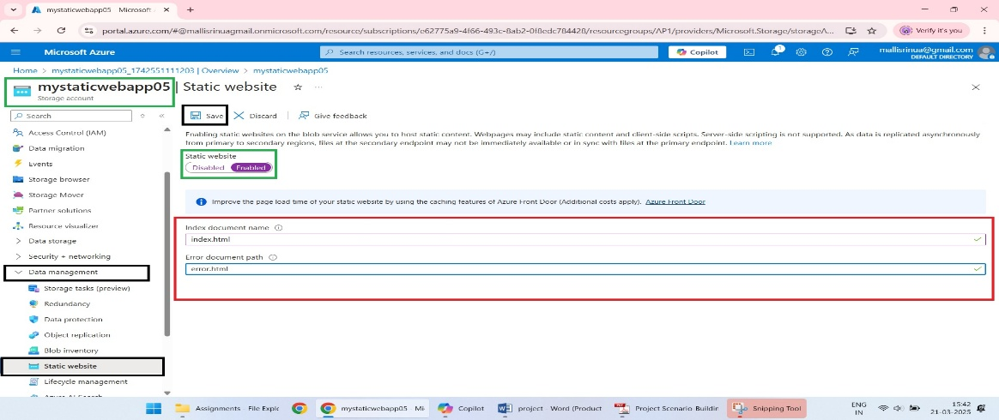 mystaticwebapp05 - Microsoft A
portal.azure.com/#@mallisrinuagmail.onmicrosoft.com/resource/subscriptions/e62775a9-4f66-493c-8ab2-0f8edc784428/resourcegroups/AP1/providers/Microsoft.Storage/storageA...
Verify it's you
Microsoft Azure
Search resources, services, and docs (G+/)
Copilot
1
mallisrinua@gmail.com
DEFAULT DIRECTORY
Home > mystaticwebapp05_1742551111203 | Overview > mystaticwebapp05
mystaticwebapp05 | Static website
Storage account
Search
Save
Discard
Give feedback
Access Control (IAM)
Data migration
Events
Storage browser
Storage Mover
Partner solutions
Resource visualizer
Data storage
Security + networking
Data management
Storage tasks (preview)
Redundancy
Data protection
Object replication
Blob inventory
Static website
Lifecycle management
Azure AI Search
Enabling static websites on the blob service allows you to host static content. Webpages may include static content and client-side scripts. Server-side scripting is not supported. As data is replicated asynchronously
from primary to secondary regions, files at the secondary endpoint may not be immediately available or in sync with files at the primary endpoint. Learn more
Static website
Disabled Enabled
Improve the page load time of your static website by using the caching features of Azure Front Door (Additional costs apply). Azure Front Door
Index document name
index.html
Error document path
error.html
Assignments - File Explo
mystaticwebapp05 - Mi
Copilot
project - Word (Product
Project Scenario-Buildin
Snipping Tool
ENG
IN
15:42
21-03-2025